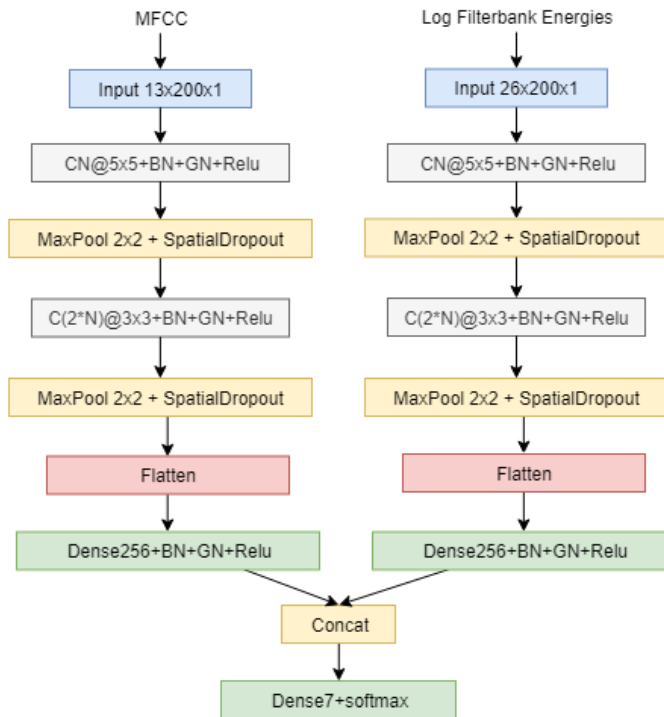 MFCC
Input 13x200x1
CN@5x5+BN+GN+Relu
MaxPool 2x2 + SpatialDropout
C(2*N)@3x3+BN+GN+Relu
MaxPool 2x2 + SpatialDropout
Flatten
Dense256+BN+GN+Relu
Log Filterbank Energies
Input 26x200x1
CN@5x5+BN+GN+Relu
MaxPool 2x2 + SpatialDropout
C(2*N)@3x3+BN+GN+Relu
MaxPool 2x2 + SpatialDropout
Flatten
Dense256+BN+GN+Relu
Concat
Dense7+softmax